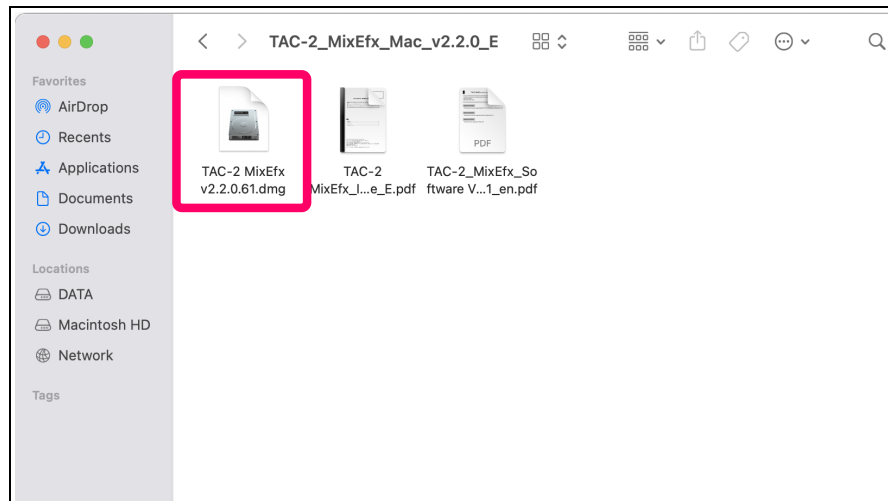 TAC-2_MixEfx_Mac_v2.2.0_E
Favorites
AirDrop
Recents
Applications
Documents
Downloads
Locations
DATA
Macintosh HD
Network
Tags
TAC-2 MixEfx
v2.2.0.61.dmg
TAC-2
MixEfx_I...e_E.pdf
PDF
TAC-2_MixEfx_So
ftware V...1_en.pdf